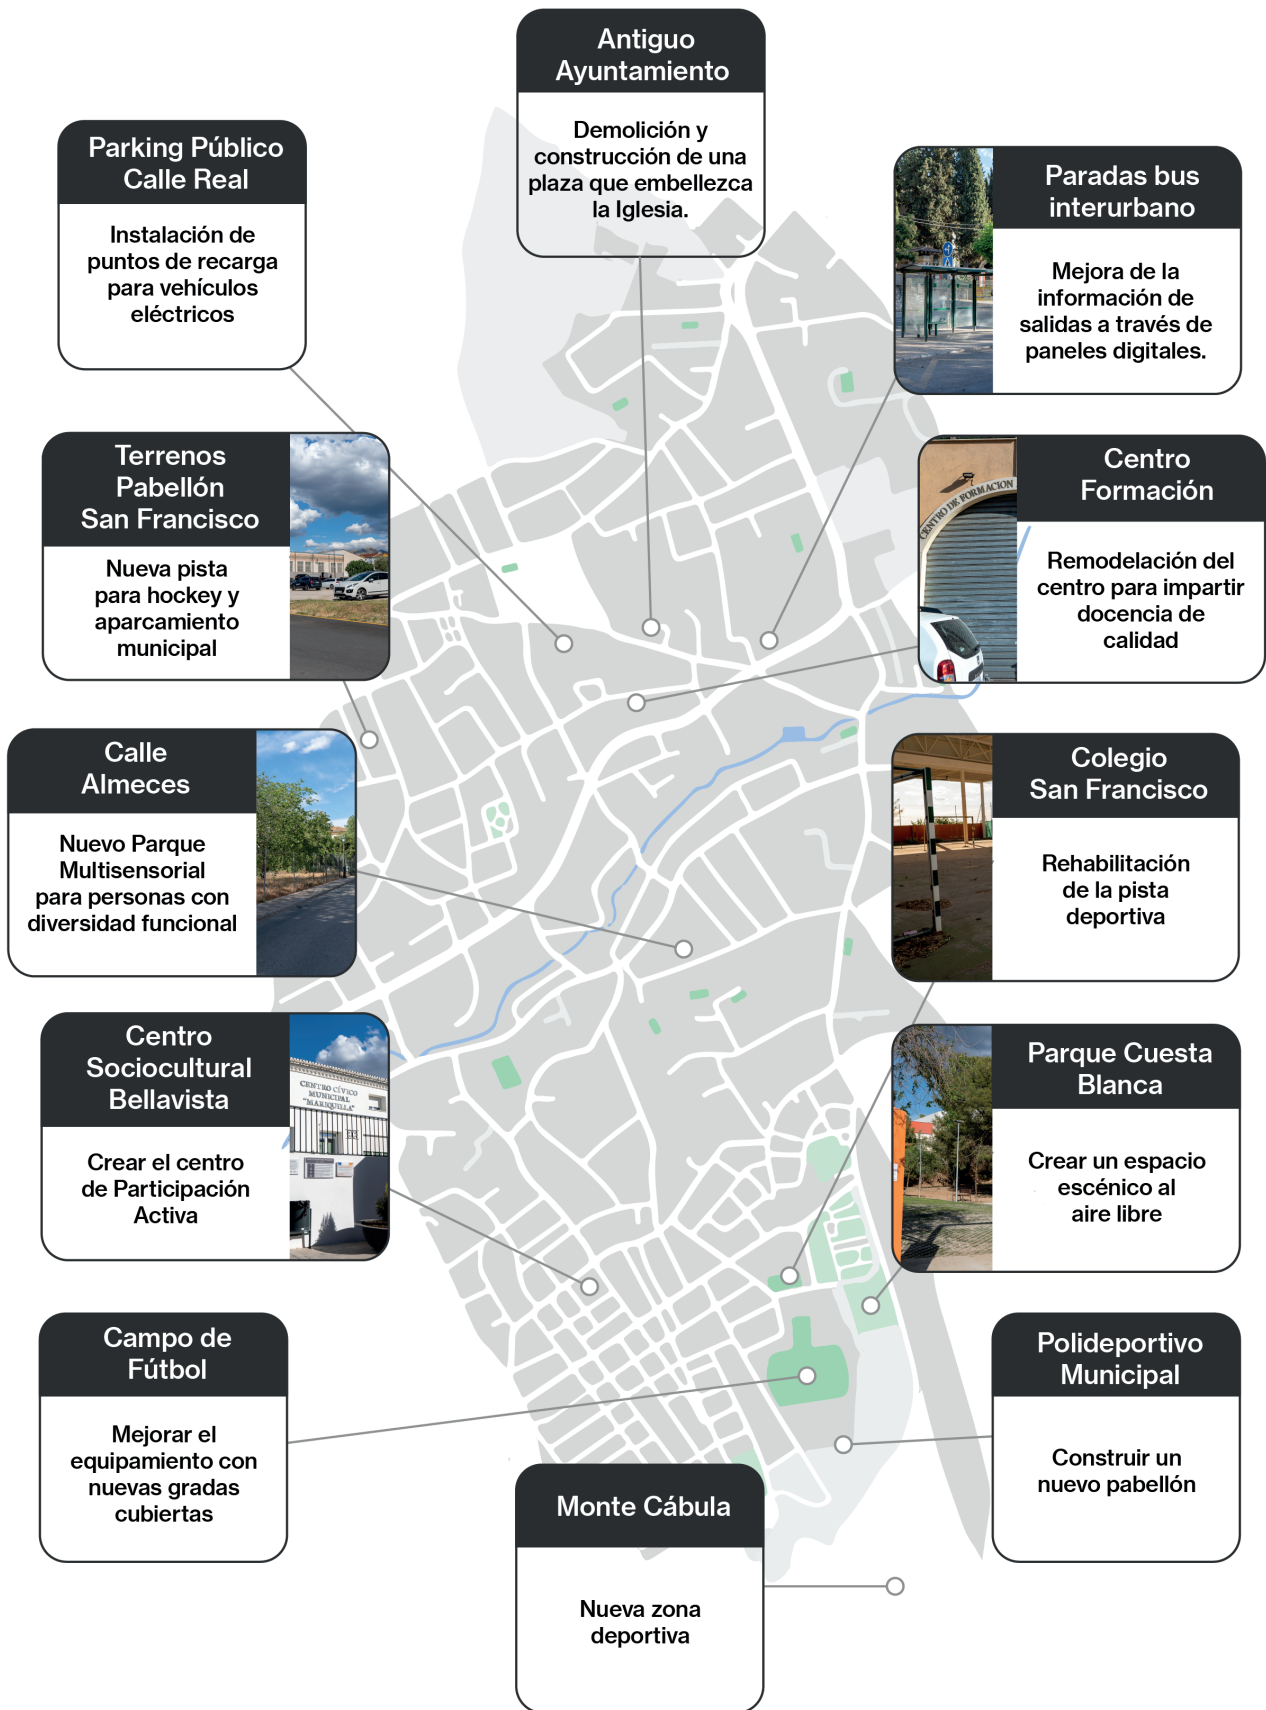 Antiguo
Ayuntamiento
Demolición y
construcción de una
plaza que embellezca
la Iglesia.
Parking Público
Calle Real
Instalación de
puntos de recarga
para vehículos
eléctricos
Paradas bus
interurbano
Mejora de la
información de
salidas a través de
paneles digitales.
Terrenos
Pabellón
San Francisco
Nueva pista
para hockey y
aparcamiento
municipal
CENTRO DE FORMACION
Centro
Formación
Remodelación del
centro para impartir
docencia de
calidad
Calle
Almeces
Nuevo Parque
Multisensorial
para personas con
diversidad funcional
Colegio
San Francisco
Rehabilitación
de la pista
deportiva
Centro
Sociocultural
Bellavista
Crear el centro
de Participación
Activa
CENTRO CÍVICO
MUNICIPAL
"MARIQUILLA"
Parque Cuesta
Blanca
Crear un espacio
escénico al
aire libre
Campo de
Fútbol
Mejorar el
equipamiento con
nuevas gradas
cubiertas
Polideportivo
Municipal
Construir un
nuevo pabellón
Monte Cábula
Nueva zona
deportiva